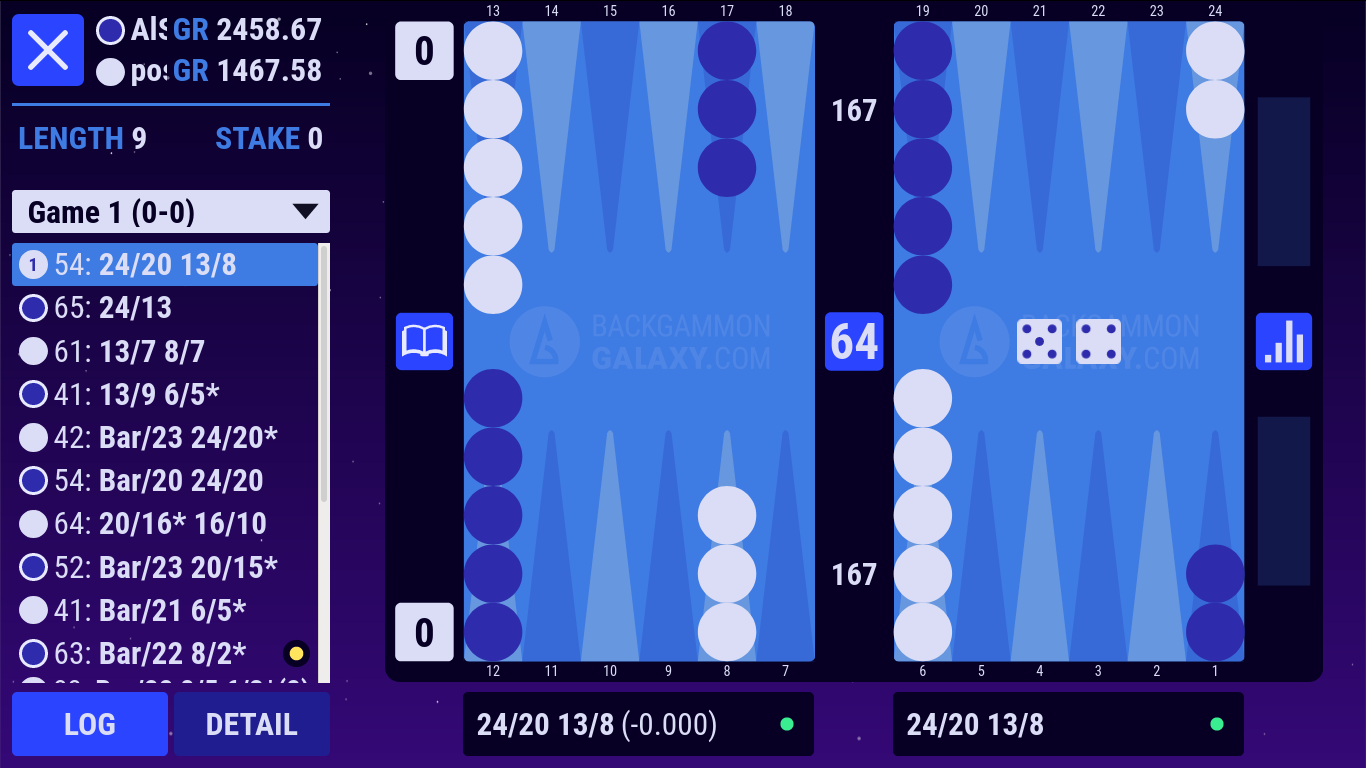 AlS GR 2458.67
pos GR 1467.58
LENGTH 9 STAKE 0
Game 1 (0-0)
1 54: 24/20 13/8
65: 24/13
61: 13/7 8/7
41: 13/9 6/5*
42: Bar/23 24/20*
54: Bar/20 24/20
64: 20/16* 16/10
52: Bar/23 20/15*
41: Bar/21 6/5*
63: Bar/22 8/2*
LOG DETAIL
13 14 15 16 17 18 19 20 21 22 23 24
0
167
64
BACKGAMMON
GALAXY.COM
GALAXY.COM
167
0
12 11 10 9 8 7 6 5 4 3 2 1
24/20 13/8 (-0.000)
24/20 13/8